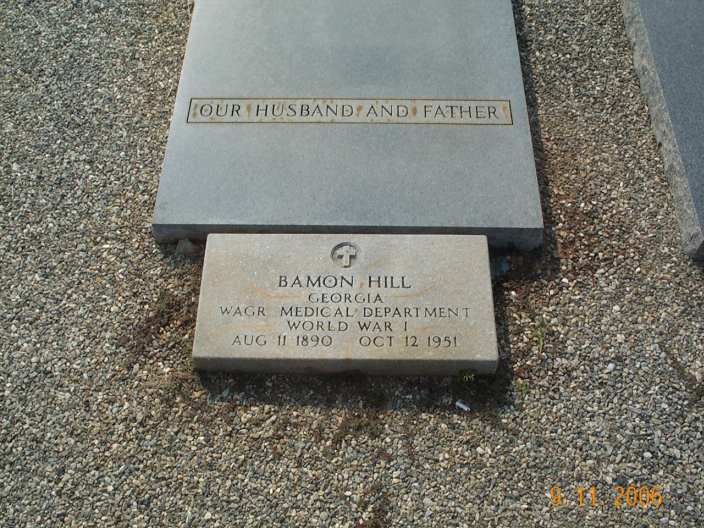 OUR HUSBAND AND FATHER
BAMON HILL
GEORGIA
WAGR MEDICAL DEPARTMENT
WORLD WAR I
AUG 11 1890 OCT 12 1951
9 11 2006